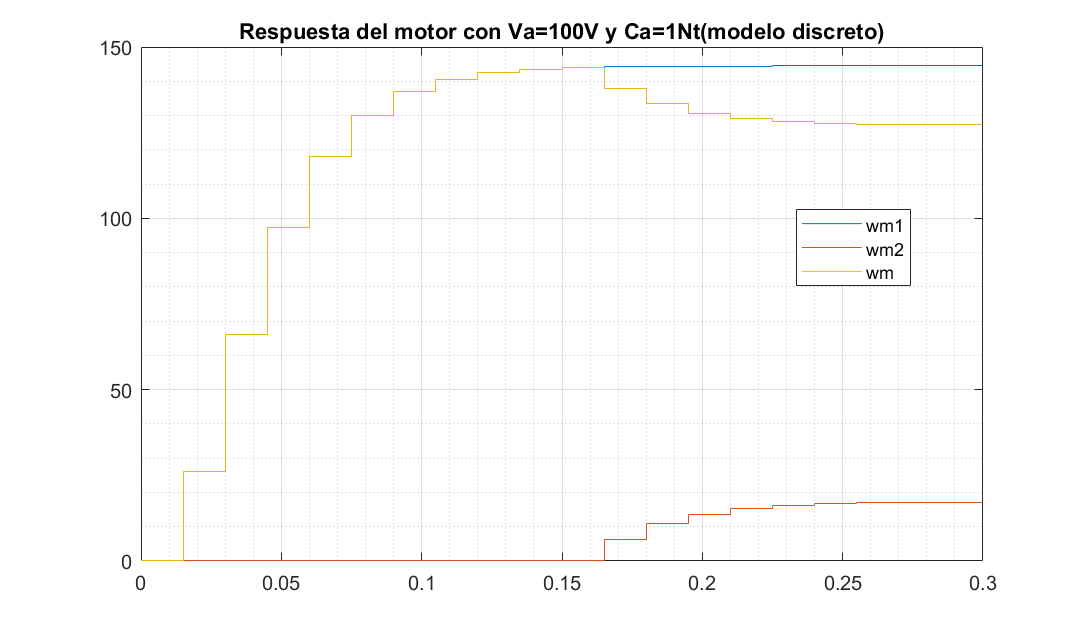 Respuesta del motor con Va=100V y Ca=1Nt(modelo discreto)
150
100
50
0
wm1
wm2
wm
0 0.05 0.1 0.15 0.2 0.25 0.3